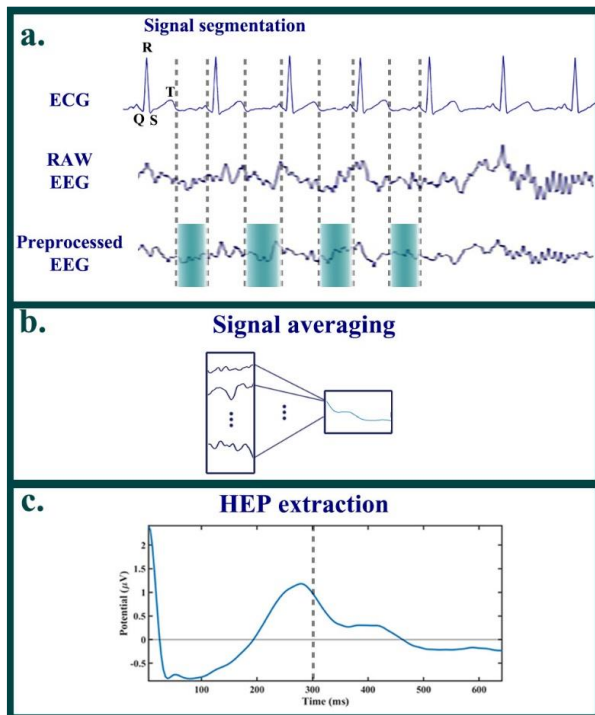 a.
Signal segmentation
R
T
ECG
Q S
RAW
EEG
Preprocessed
EEG
b.
Signal averaging
c.
HEP extraction
Potential (μV)
2
1.5
1
0.5
0
-0.5
100 200 300 400 500 600
Time (ms)